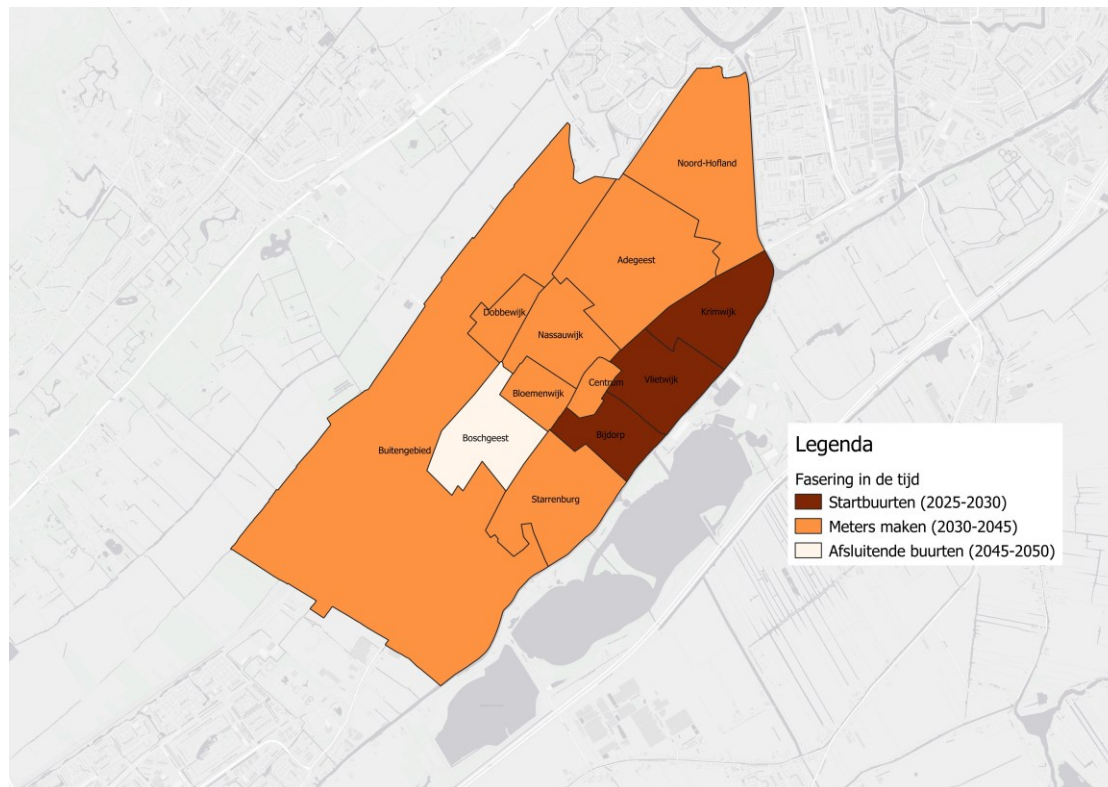 Noord-Hofland
Adegeest
Krimwijk
Dobbewijk
Nassauwijk
Vlietwijk
Centrum
Bloemenwijk
Bijdorp
Boschgeest
Buitengebied
Starrenburg
Legenda
Fasering in de tijd
Startbuurten (2025-2030)
Meters maken (2030-2045)
Afsluitende buurten (2045-2050)